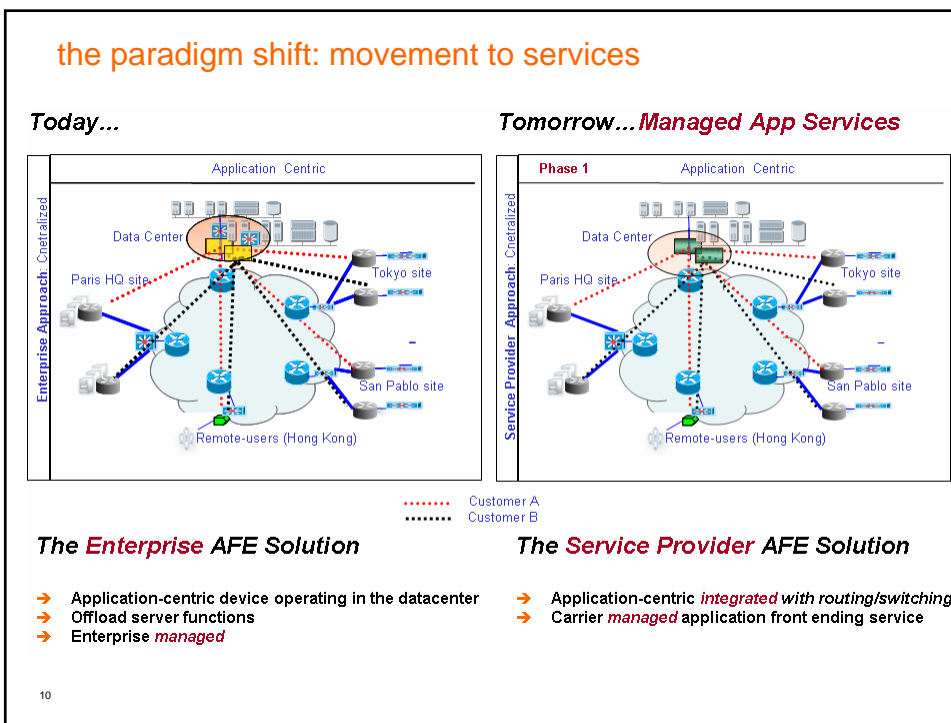 the paradigm shift: movement to services
Today...
Application Centric
Enterprise Approach: Cnetralized
Data Center
Paris HQ site
Tokyo site
San Pablo site
Remote-users (Hong Kong)
Tomorrow...Managed App Services
Phase 1
Application Centric
Service Provider Approach: Cnetralized
Data Center
Paris HQ site
Tokyo site
San Pablo site
Remote-users (Hong Kong)
Customer A
Customer B
The Enterprise AFE Solution
→ Application-centric device operating in the datacenter
→ Offload server functions
→ Enterprise managed
The Service Provider AFE Solution
→ Application-centric integrated with routing/switching
→ Carrier managed application front ending service
10